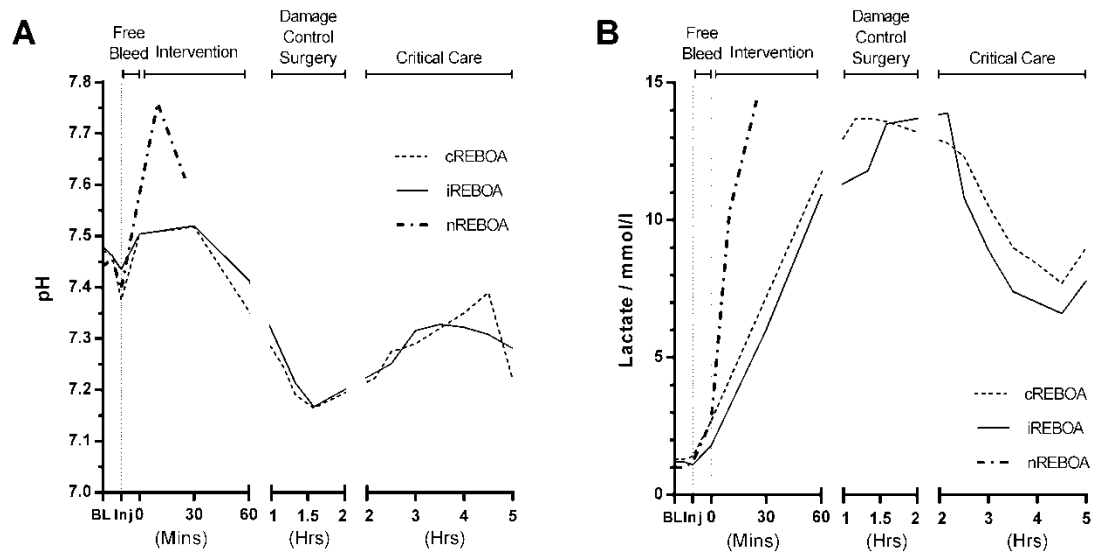 A
Free
Bleed
Intervention
Damage
Control
Surgery
Critical Care
7.8
7.7
7.6
7.5
7.4
7.3
7.2
7.1
7.0
pH
cREBOA
iREBOA
nREBOA
BL Inj 0 30 60
(Mins)
1 1.5 2
(Hrs)
2 3 4 5
(Hrs)
B
Free
Bleed
Intervention
Damage
Control
Surgery
Critical Care
15
10
5
0
Lactate / mmol/l
cREBOA
iREBOA
nREBOA
BL Inj 0 30 60
(Mins)
1 1.5 2
(Hrs)
2 3 4 5
(Hrs)